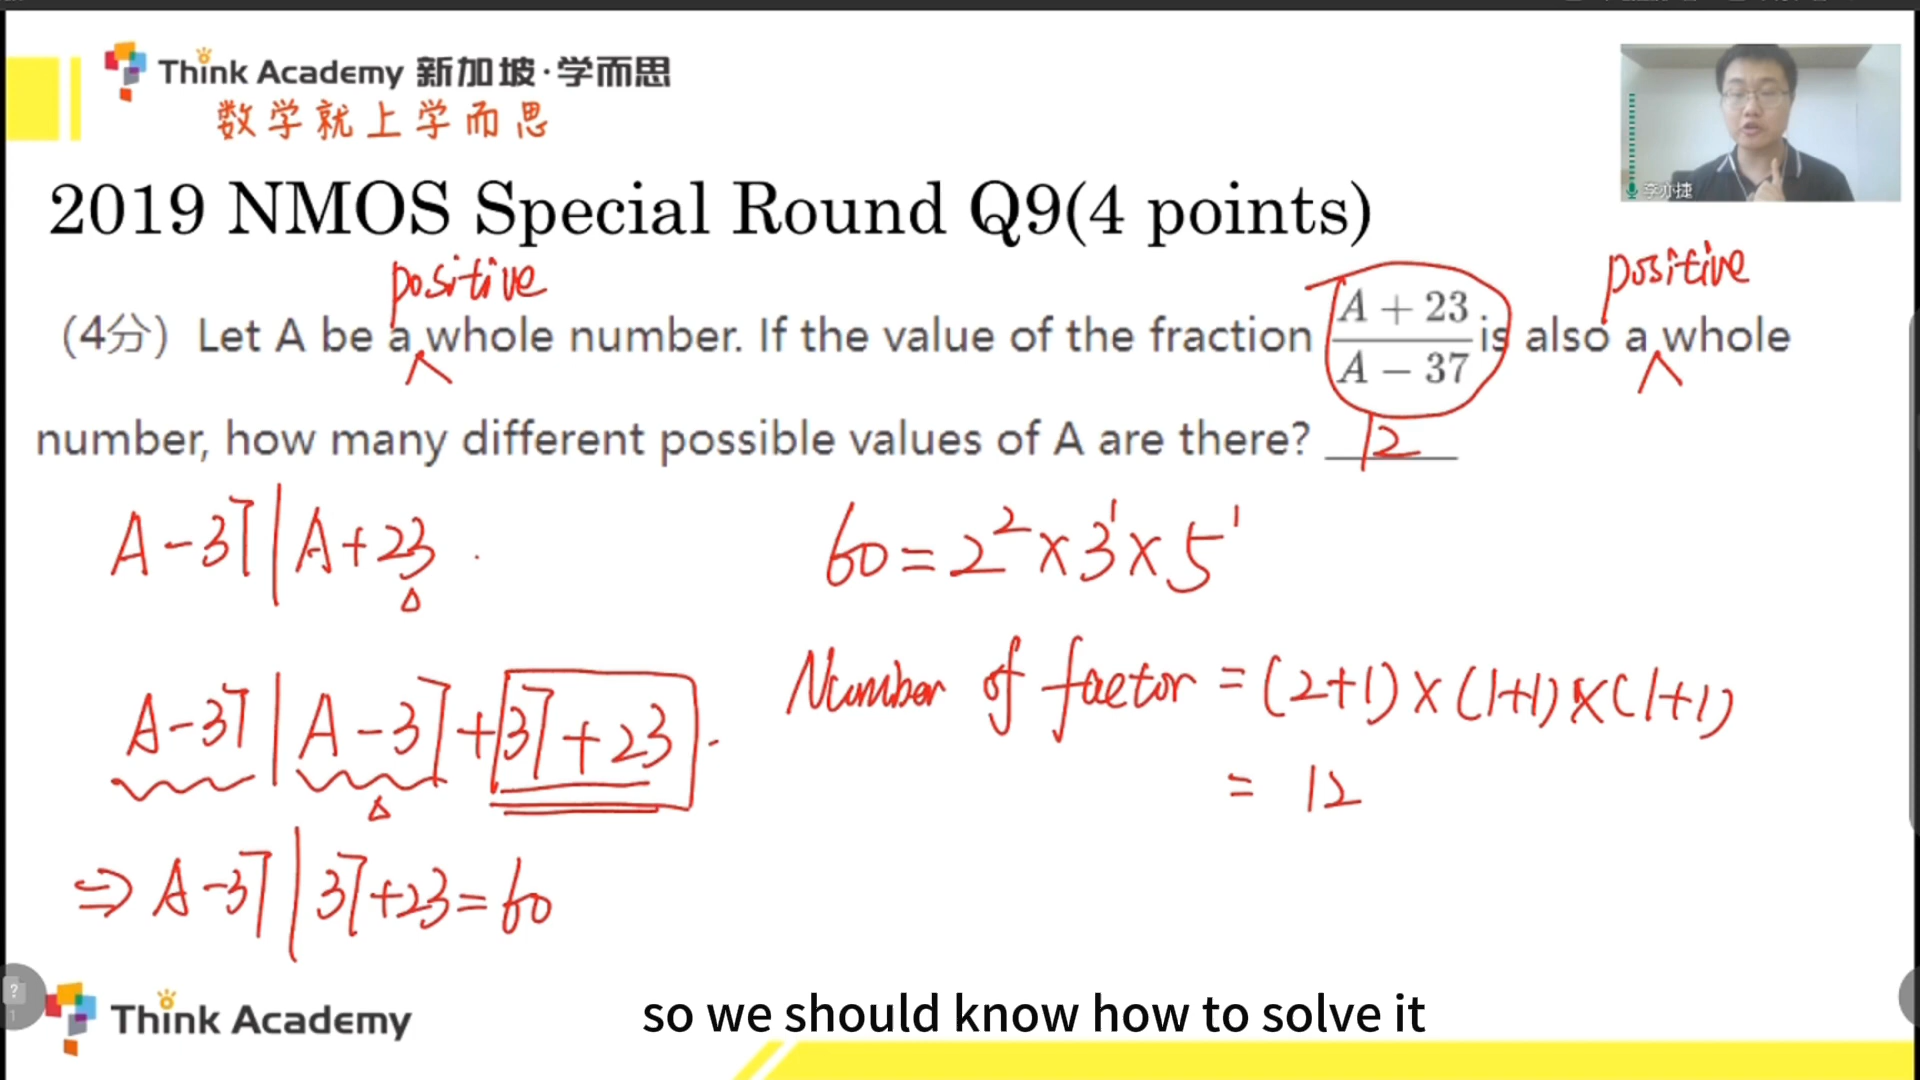 Think Academy 新加坡·学而思
数学就上学而思
李亦捷
2019 NMOS Special Round Q9(4 points)
positive
positive
(4分) Let A be a whole number. If the value of the fraction A + 23 / A − 37 is also a whole
number, how many different possible values of A are there? 12
A-37 | A+23
60 = 2² × 3¹ × 5¹
A-37 | A-37+37+23
Number of factor = (2+1)×(1+1)×(1+1)
= 12
⇒ A-37 | 37+23=60
Think Academy
so we should know how to solve it